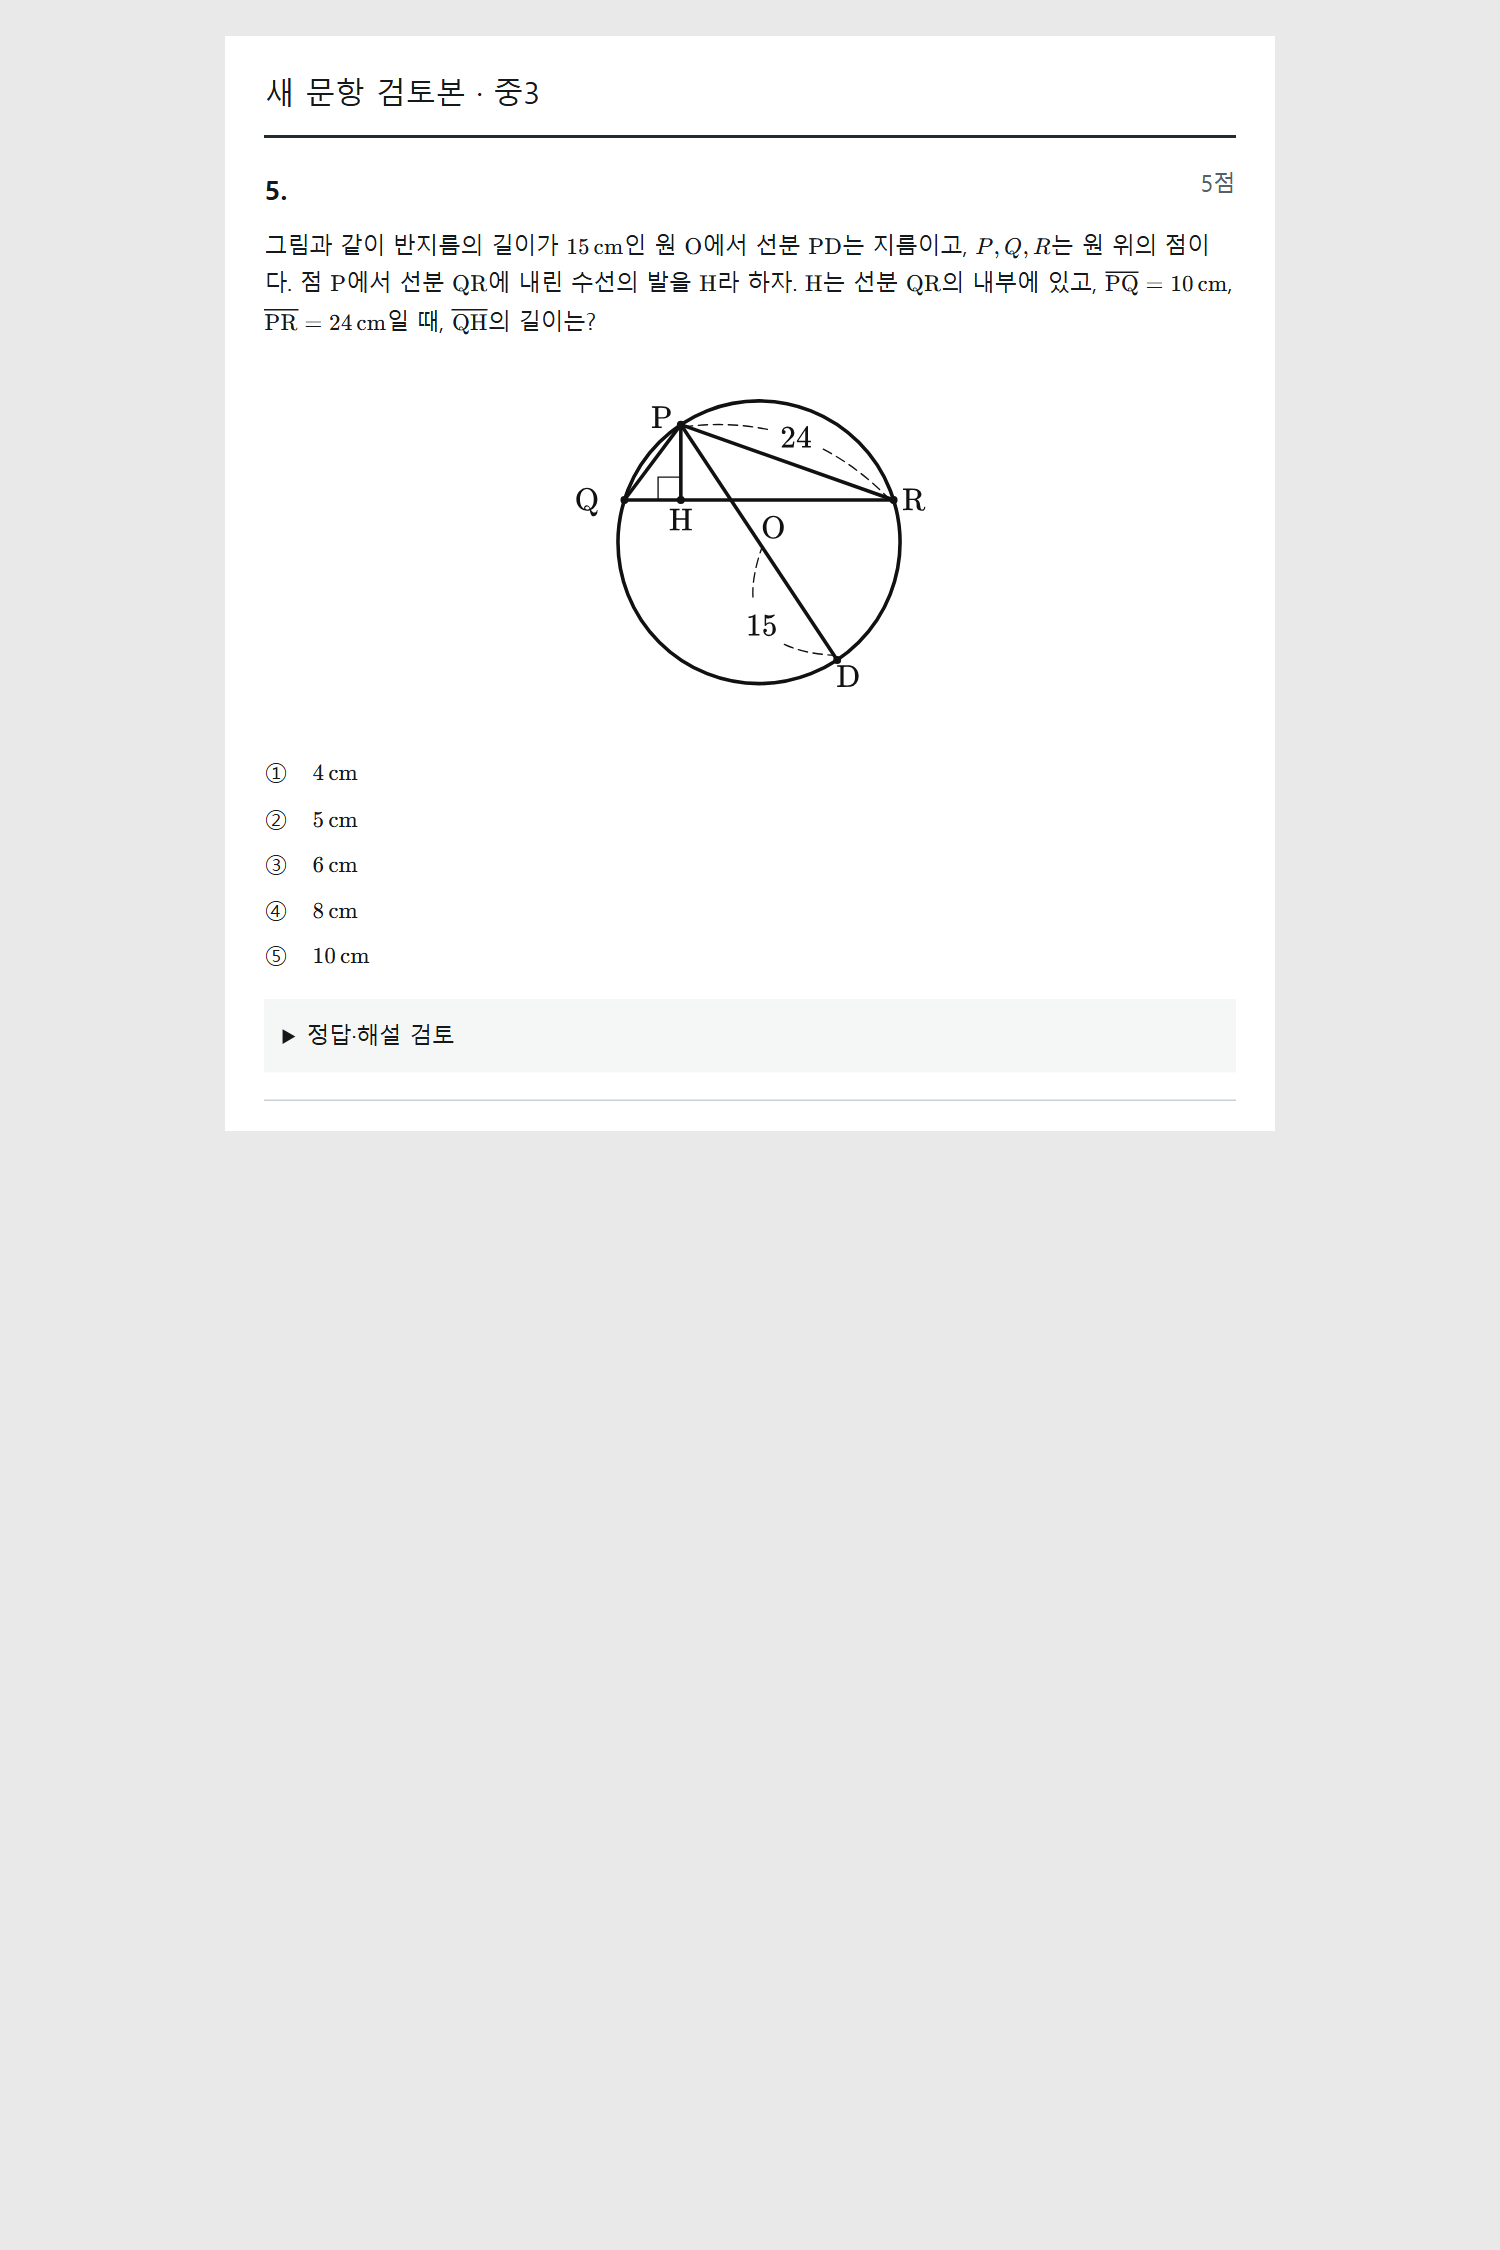 새 문항 검토본 · 중3
5.
5점
그림과 같이 반지름의 길이가 15 cm인 원 O에서 선분 PD는 지름이고, P, Q, R는 원 위의 점이
다. 점 P에서 선분 QR에 내린 수선의 발을 H라 하자. H는 선분 QR의 내부에 있고, P̅Q̅ = 10 cm,
P̅R̅ = 24 cm일 때, Q̅H̅의 길이는?
P
24
Q
R
H
O
15
D
① 4 cm
② 5 cm
③ 6 cm
④ 8 cm
⑤ 10 cm
▶ 정답·해설 검토